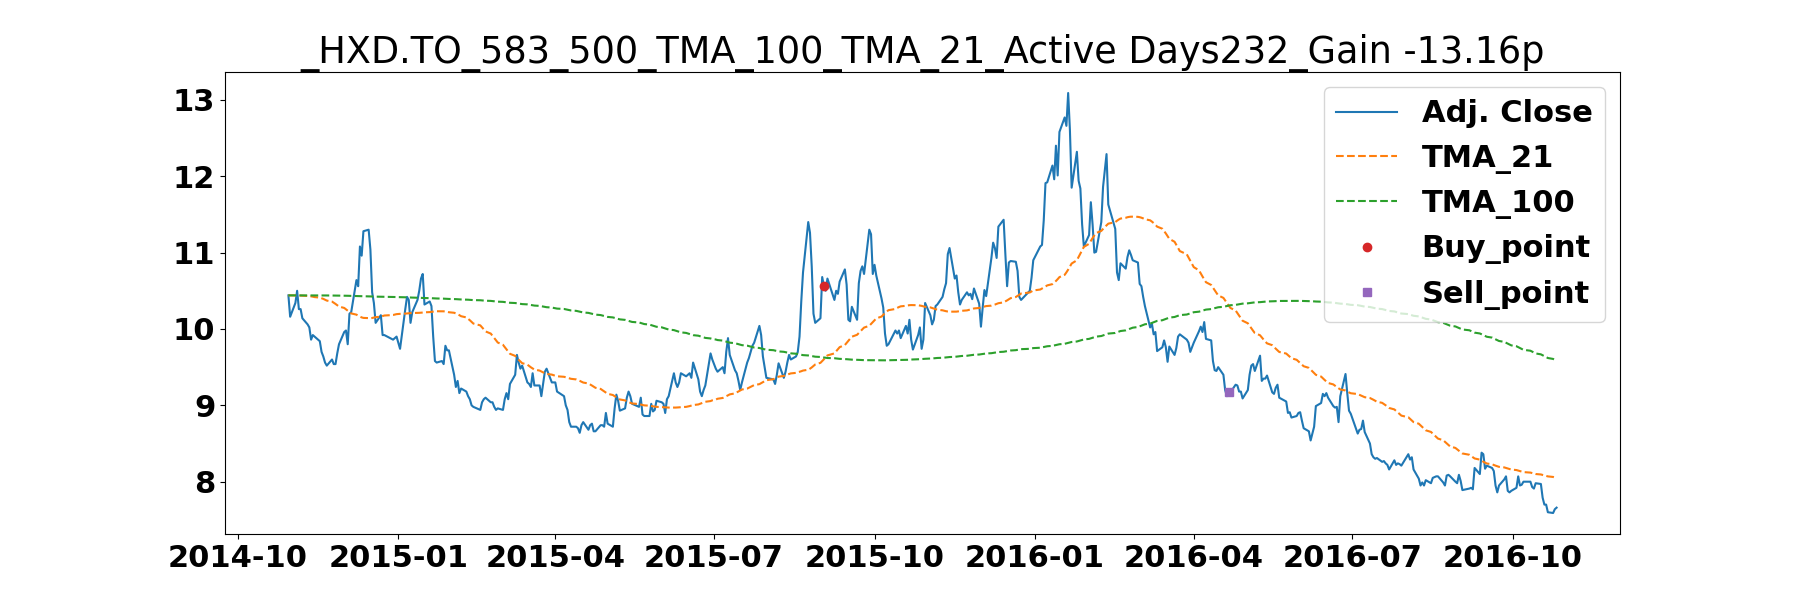 _HXD.TO_583_500_TMA_100_TMA_21_Active Days232_Gain -13.16p
13
12
11
10
9
8
2014-10 2015-01 2015-04 2015-07 2015-10 2016-01 2016-04 2016-07 2016-10
Adj. Close
TMA_21
TMA_100
Buy_point
Sell_point